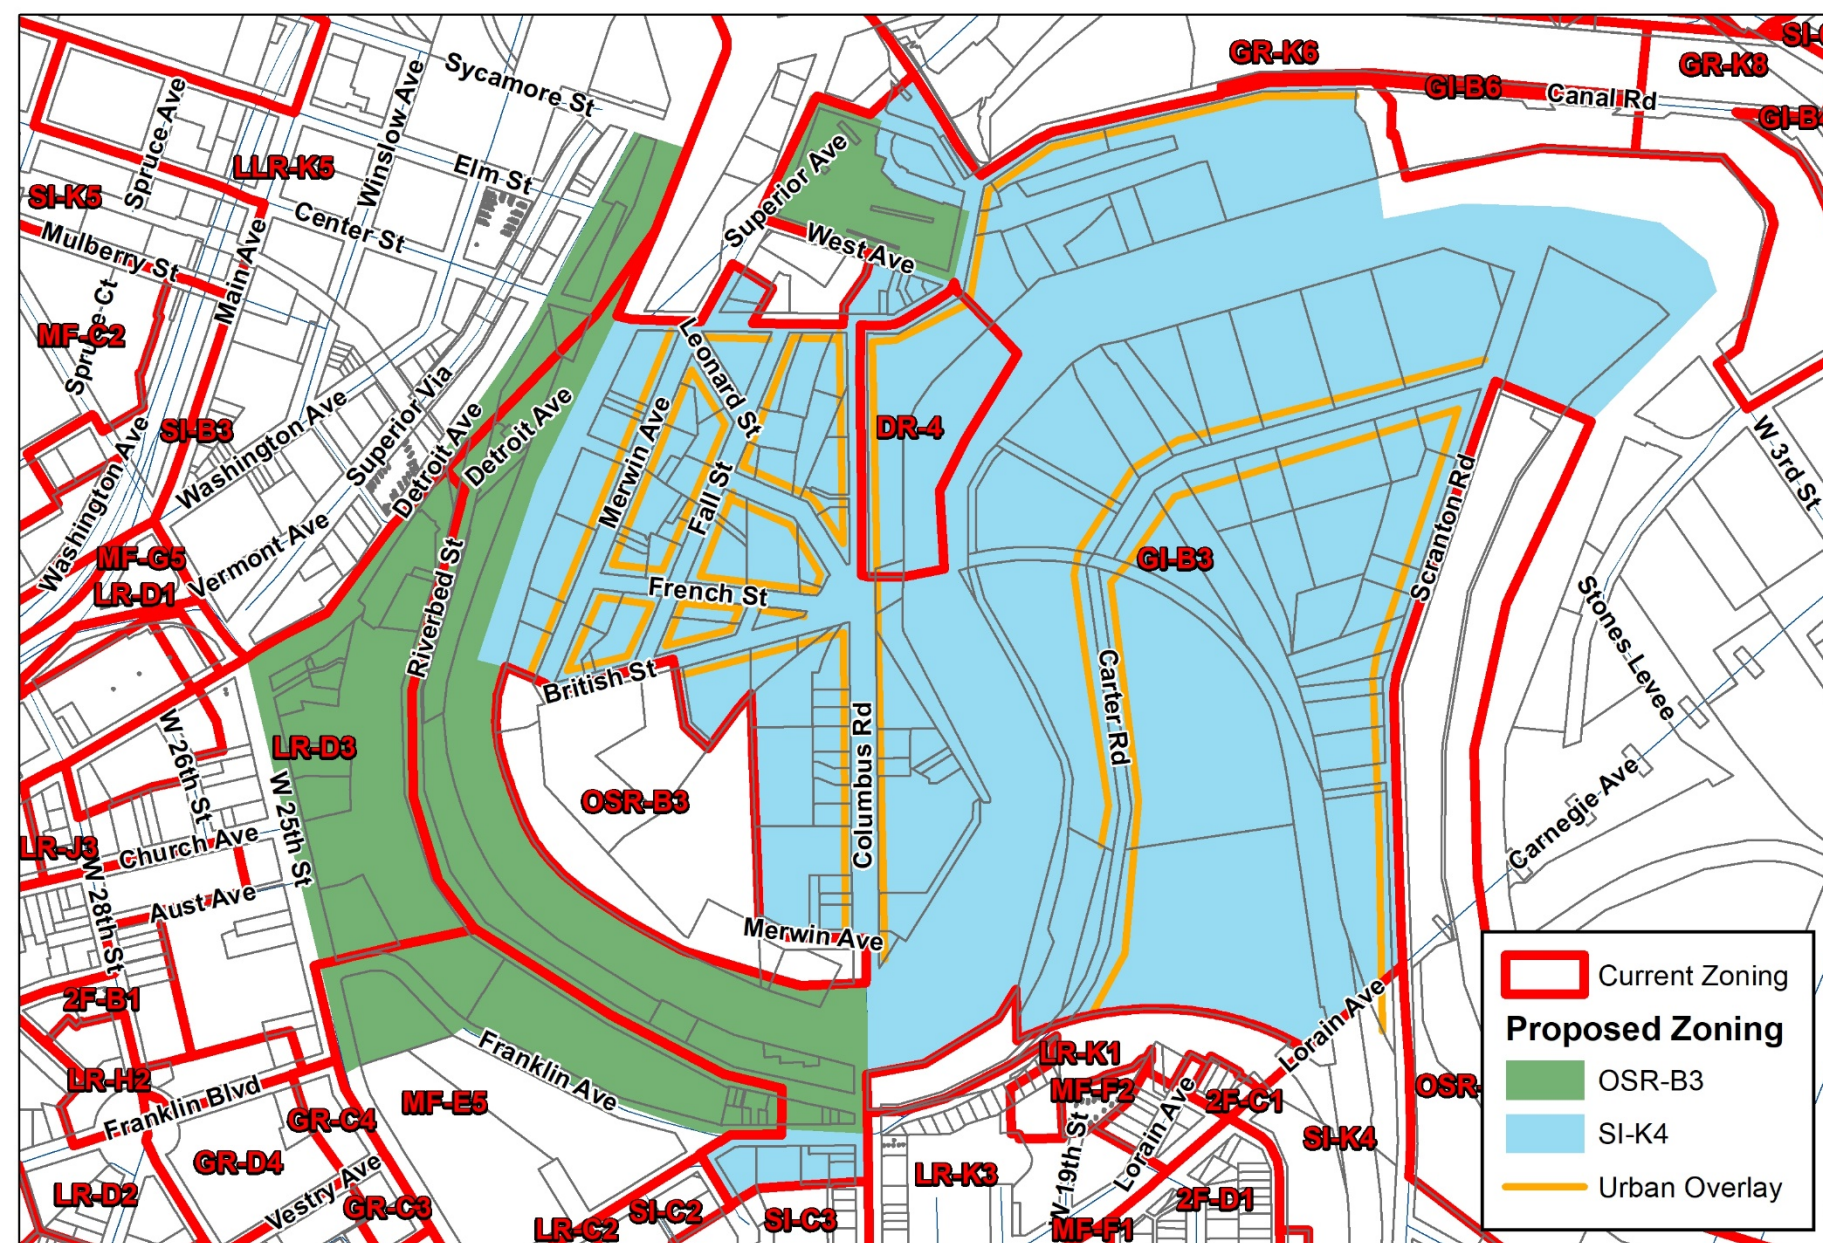 GR-K6
SI-
GR-K8
Sycamore St
GI-B6
Canal Rd
GI-B4
Spruce Ave
Winslow Ave
LLR-K5
Elm St
Superior Ave
SI-K5
Center St
West Ave
Mulberry St
Main Ave
MF-C2
Spruce Ct
Leonard St
Superior Via
Washington Ave
SI-B3
Detroit Ave
Detroit Ave
Merwin Ave
DR-4
W 3rd St
Washington Ave
Fall St
Scranton Rd
MF-G5
Vermont Ave
GI-B3
LR-D1
Riverbed St
French St
Stones Levee
British St
Carter Rd
LR-D3
W 26th St
OSR-B3
Columbus Rd
W 25th St
Carnegie Ave
LR-J3
Church Ave
W 28th St
Aust Ave
Merwin Ave
2F-B1
Current Zoning
Proposed Zoning
OSR-B3
SI-K4
Urban Overlay
Lorain Ave
Franklin Ave
LR-K1
LR-H2
MF-F2
2F-C1
OSR-
Franklin Blvd
GR-C4
MF-E5
W 19th St
Lorain Ave
SI-K4
GR-D4
LR-K3
LR-D2
Vestry Ave
GR-C3
LR-C2
SI-C2
SI-C3
2F-D1
MF-F1